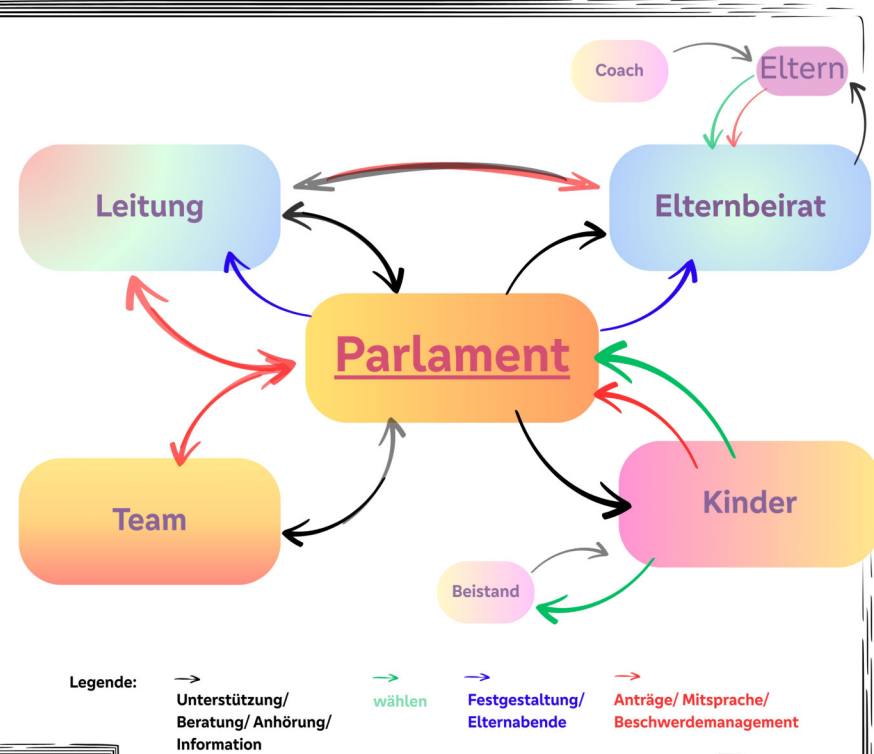 Coach
Eltern
Leitung
Elternbeirat
Parlament
Team
Kinder
Beistand
Legende:
Unterstützung/
Beratung/ Anhörung/
Information
wählen
Festgestaltung/
Elternabende
Anträge/ Mitsprache/
Beschwerdemanagement